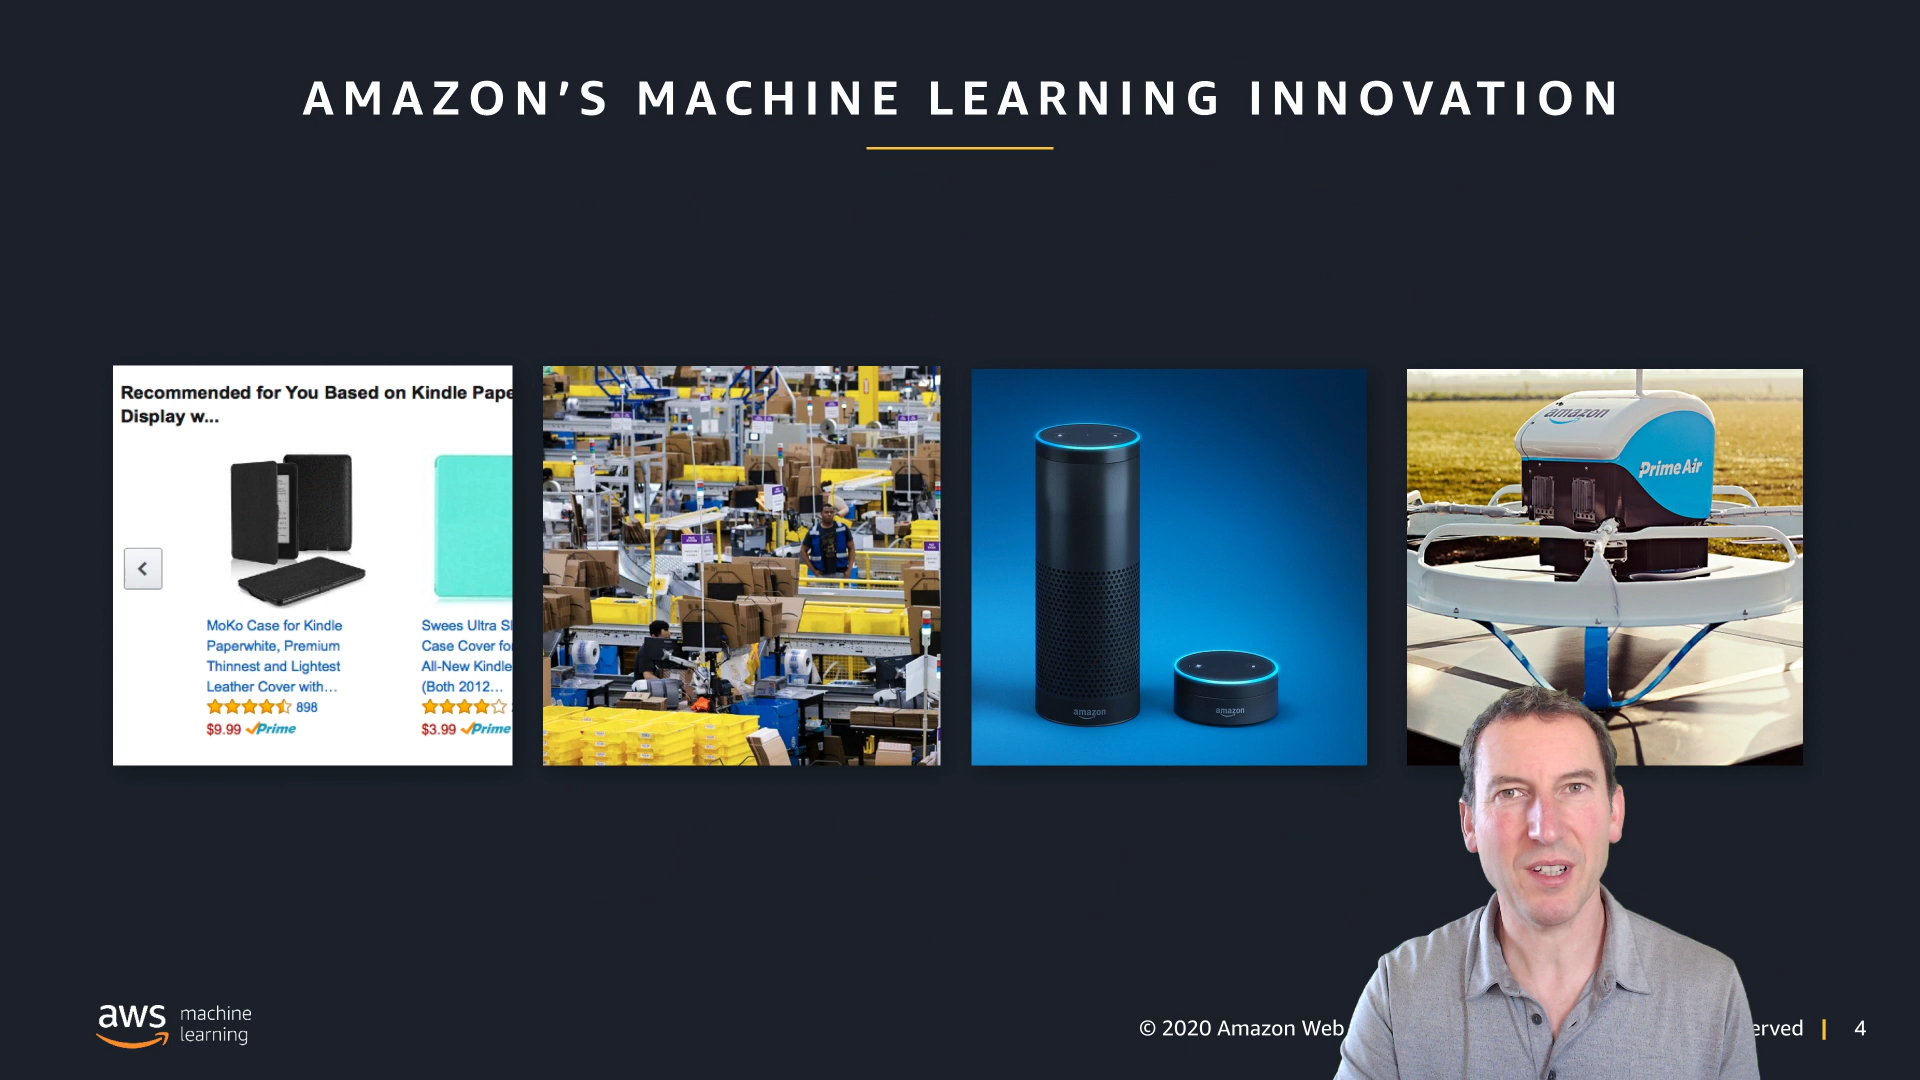 AMAZON’S MACHINE LEARNING INNOVATION
Recommended for You Based on Kindle Pape
Display w...
MoKo Case for Kindle
Paperwhite, Premium
Thinnest and Lightest
Leather Cover with...
898
$9.99 Prime
Swees Ultra Sl
Case Cover fo
All-New Kindle
(Both 2012...
$3.99 Prime
amazon
amazon
amazon
Prime Air
aws machine
learning
© 2020 Amazon Web
erved | 4